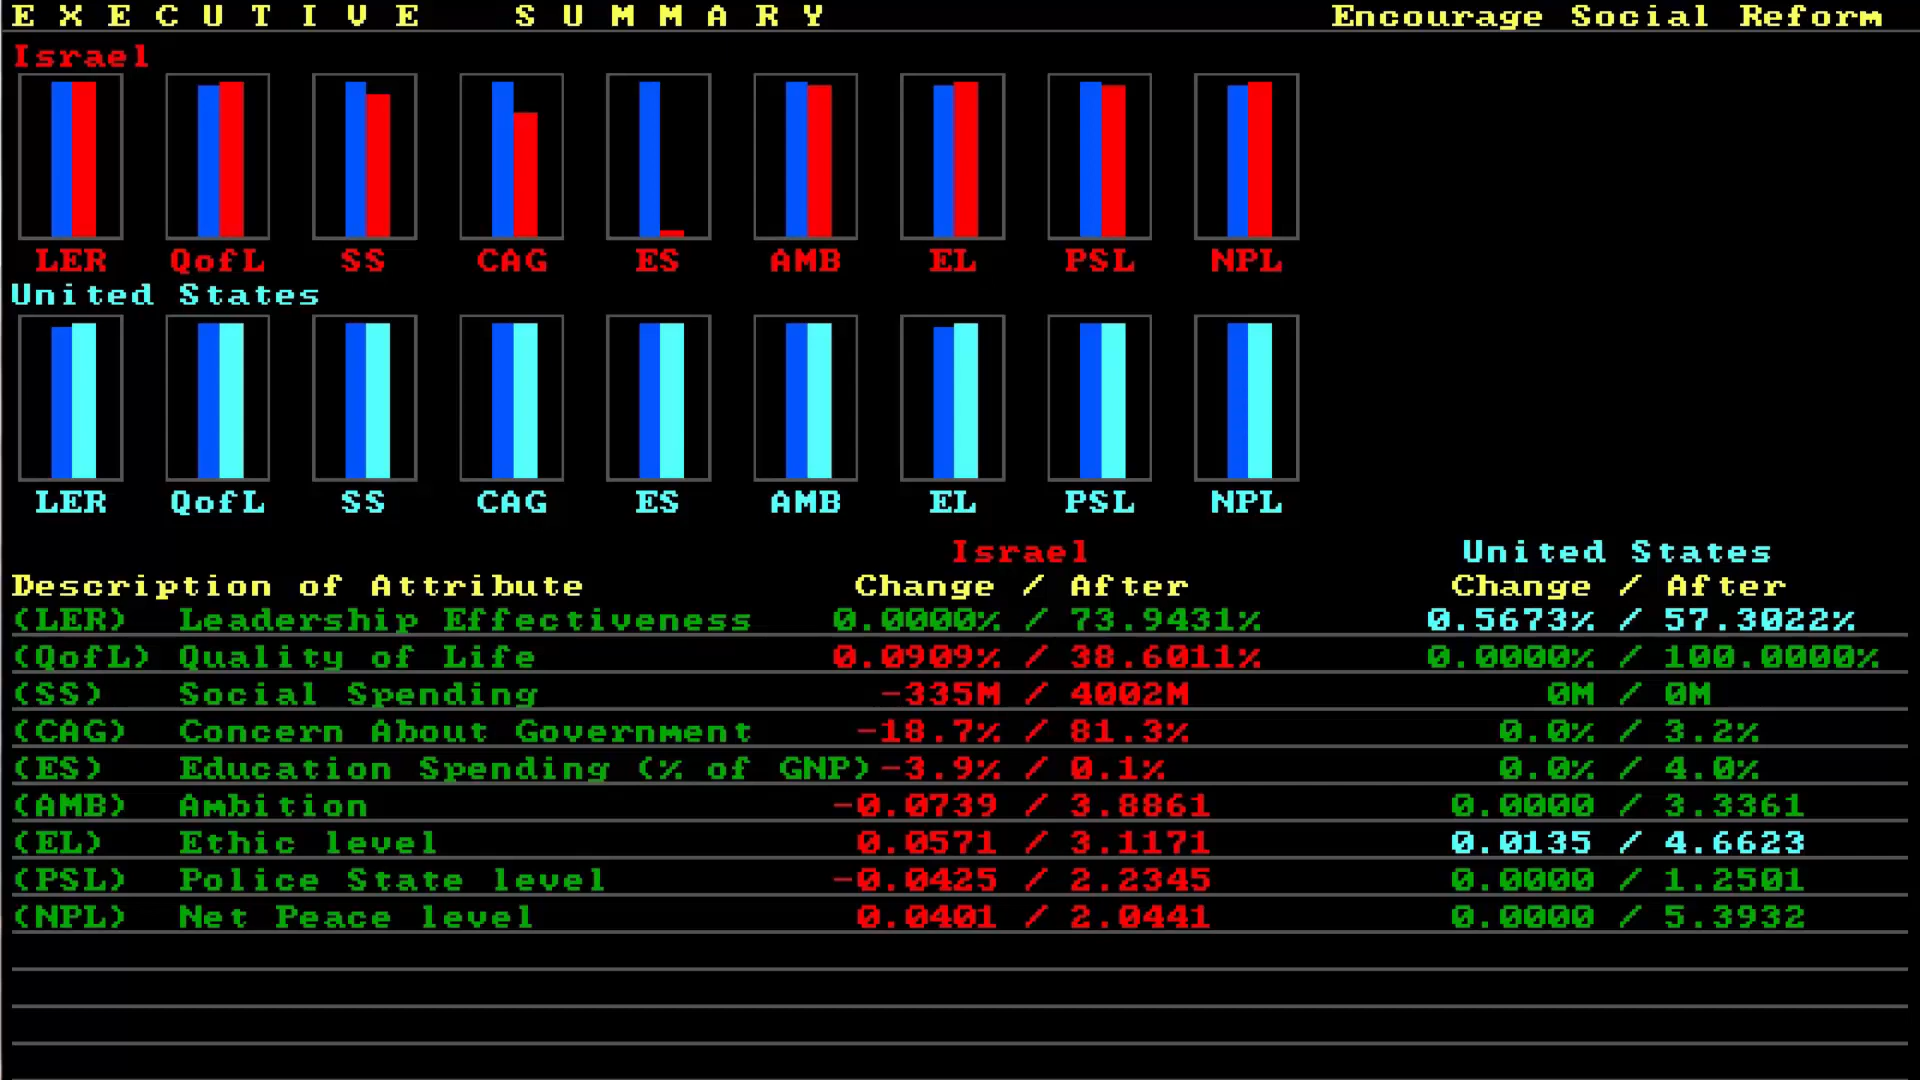 EXECUTIVE SUMMARY Encourage Social Reform
Israel
LER QofL SS CAG ES AMB EL PSL NPL
United States
LER QofL SS CAG ES AMB EL PSL NPL
Israel United States
Description of Attribute Change / After Change / After
(LER) Leadership Effectiveness 0.0000% / 73.9431% 0.5673% / 57.3022%
(QofL) Quality of Life 0.0909% / 38.6011% 0.0000% / 100.0000%
(SS) Social Spending -335M / 4002M 0M / 0M
(CAG) Concern About Government -18.7% / 81.3% 0.0% / 3.2%
(ES) Education Spending (% of GNP) -3.9% / 0.1% 0.0% / 4.0%
(AMB) Ambition -0.0739 / 3.8861 0.0000 / 3.3361
(EL) Ethic level 0.0571 / 3.1171 0.0135 / 4.6623
(PSL) Police State level -0.0425 / 2.2345 0.0000 / 1.2501
(NPL) Net Peace level 0.0401 / 2.0441 0.0000 / 5.3932